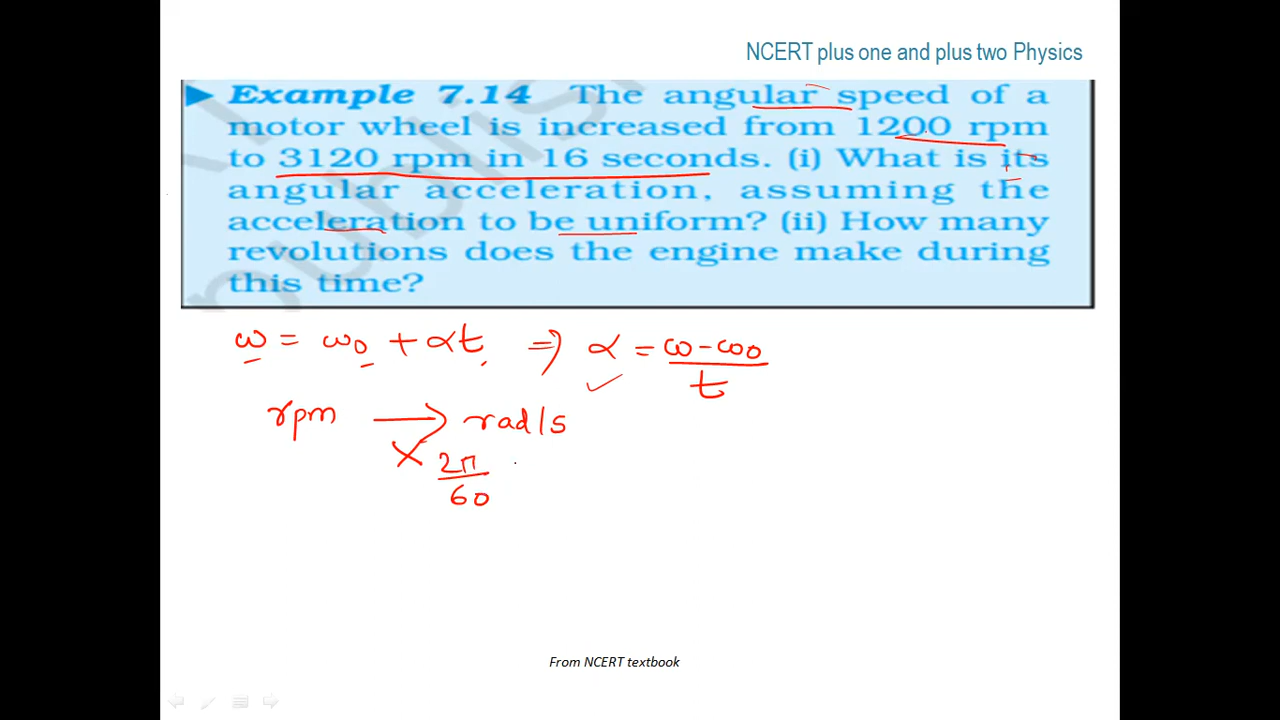 NCERT plus one and plus two Physics
Example 7.14 The angular speed of a
motor wheel is increased from 1200 rpm
to 3120 rpm in 16 seconds. (i) What is its
angular acceleration, assuming the
acceleration to be uniform? (ii) How many
revolutions does the engine make during
this time?
ω = ω₀ + αt ⇒ α = ω-ω₀ / t
rpm → rad/s
× 2π / 60
From NCERT textbook